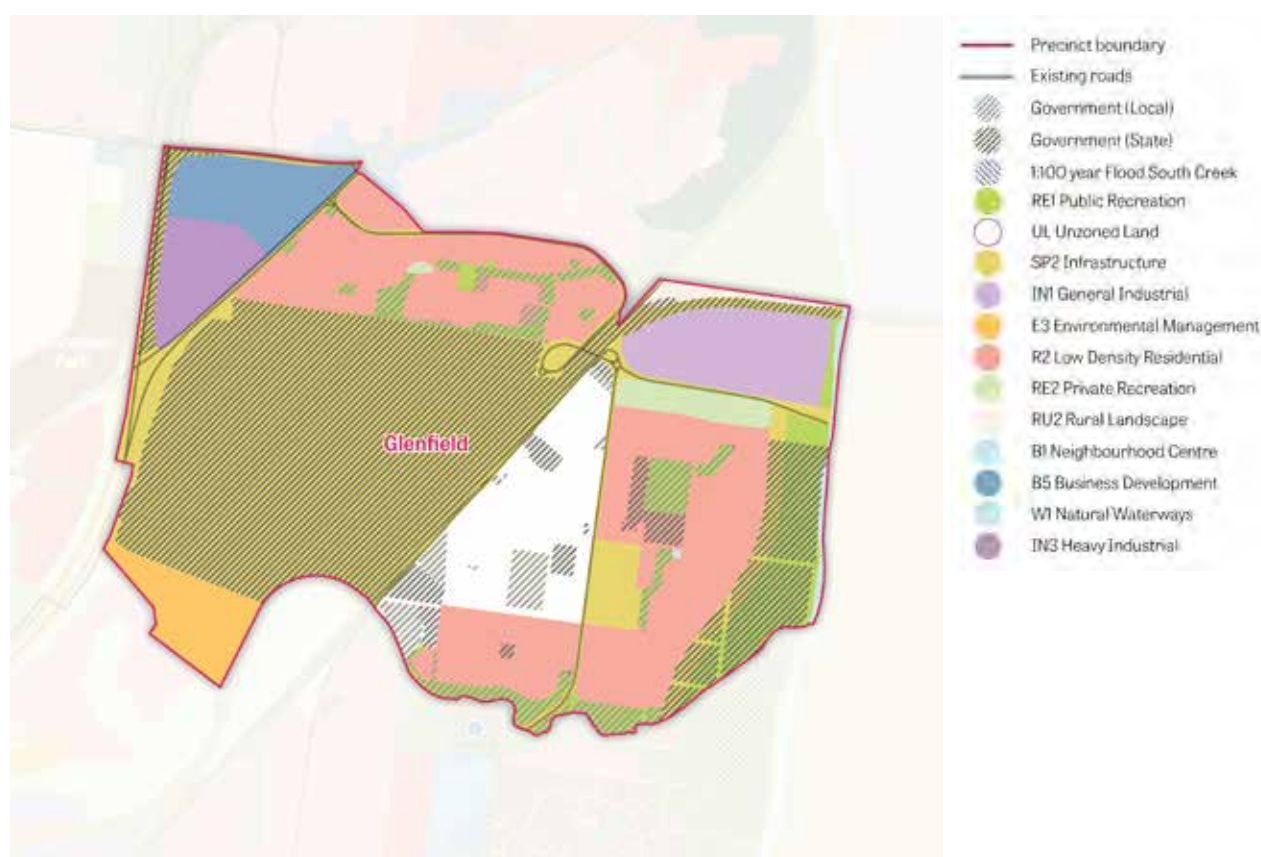 Glenfield
Precinct boundary
Existing roads
Government (Local)
Government (State)
1:100 year Flood South Creek
RE1 Public Recreation
UL Unzoned Land
SP2 Infrastructure
IN1 General Industrial
E3 Environmental Management
R2 Low Density Residential
RE2 Private Recreation
RU2 Rural Landscape
B1 Neighbourhood Centre
B5 Business Development
W1 Natural Waterways
IN3 Heavy Industrial